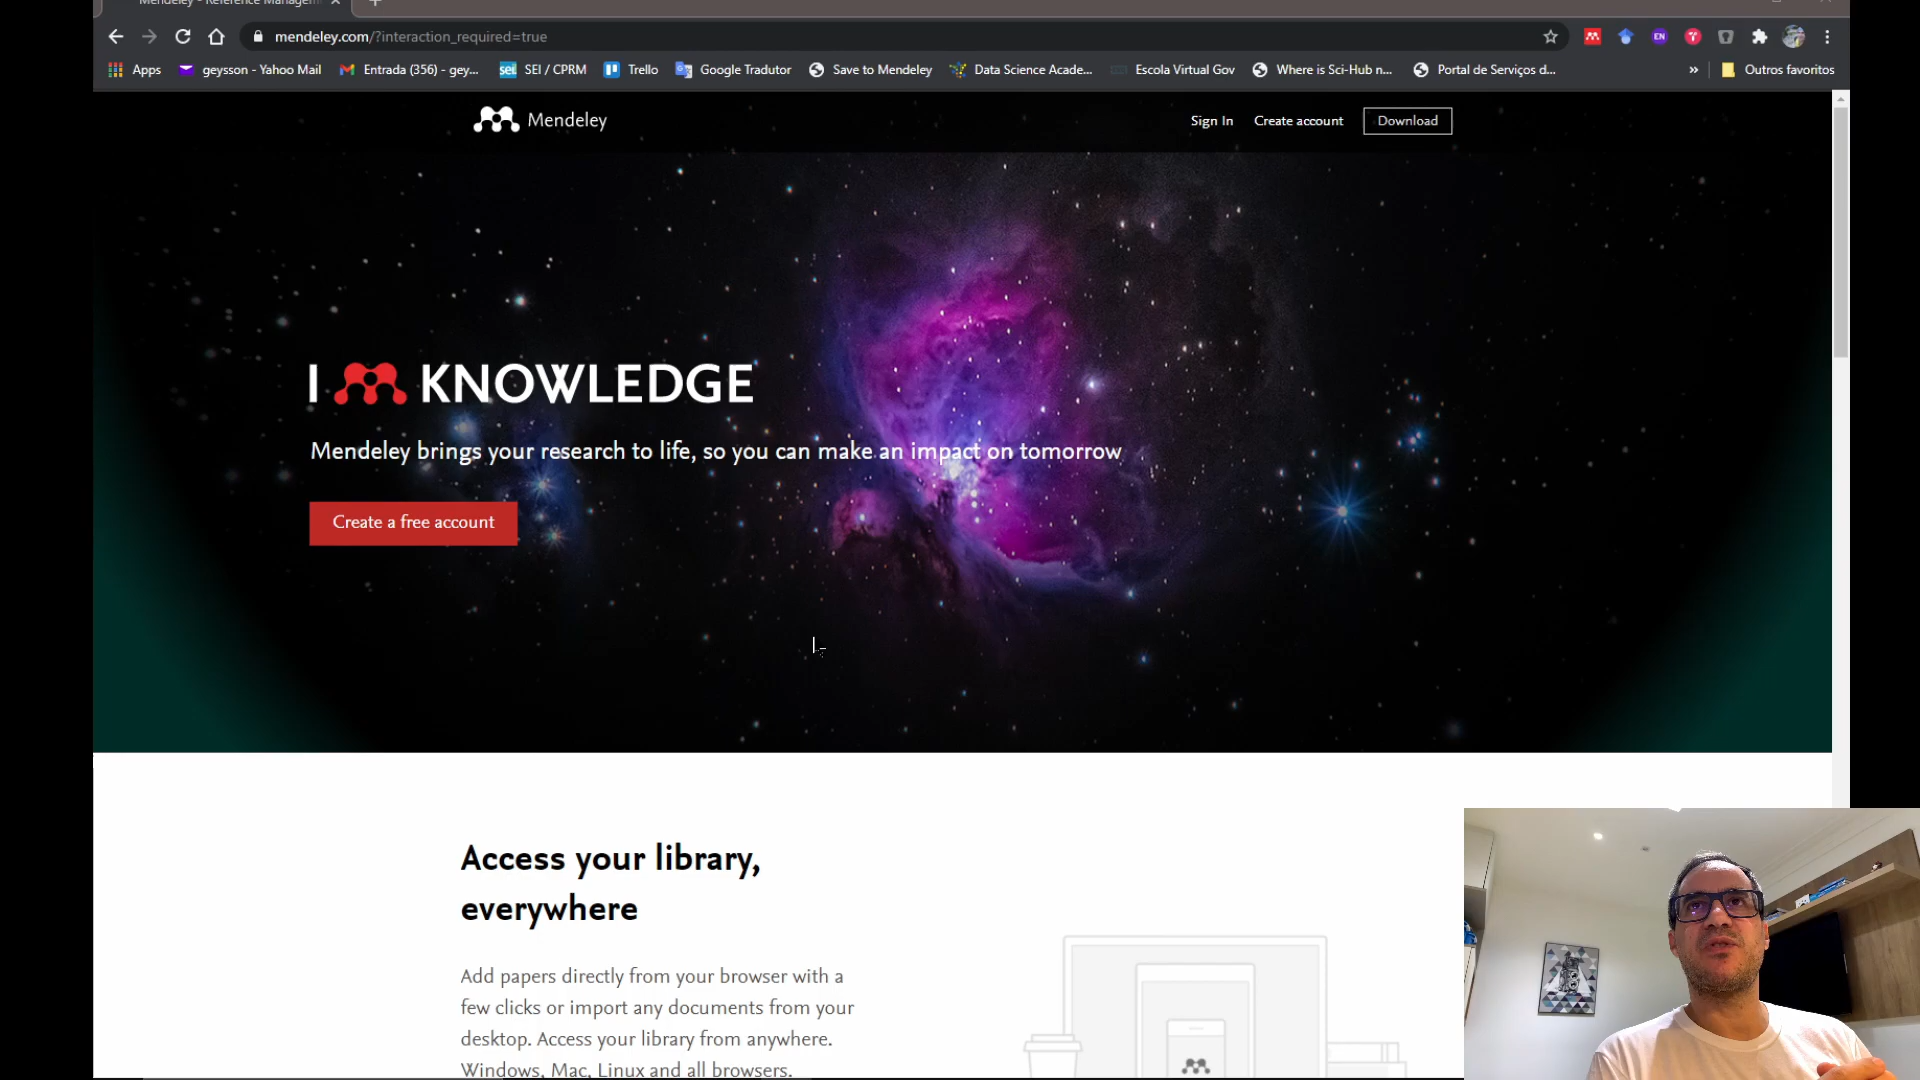 Mendeley - Reference Managem
mendeley.com/?interaction_required=true
Apps geysson - Yahoo Mail Entrada (356) - gey... SEI / CPRM Trello Google Tradutor Save to Mendeley Data Science Acade... Escola Virtual Gov Where is Sci-Hub n... Portal de Serviços d... » Outros favoritos
Mendeley Sign In Create account Download
I KNOWLEDGE
Mendeley brings your research to life, so you can make an impact on tomorrow
Create a free account
Access your library,
everywhere
Add papers directly from your browser with a
few clicks or import any documents from your
desktop. Access your library from anywhere.
Windows, Mac, Linux and all browsers.